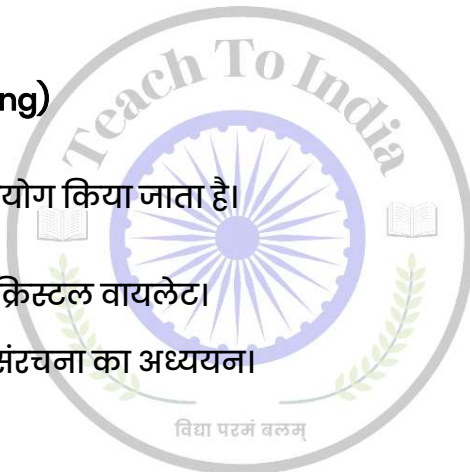 ng)
Teach To India
योग किया जाता है।
क्रिस्टल वायलेट।
संरचना का अध्ययन।
विद्या परमं बलम्